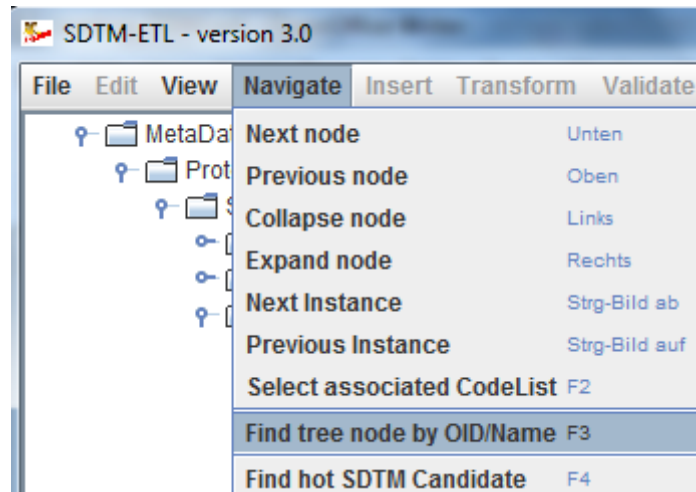 SDTM-ETL - version 3.0
File Edit View Navigate Insert Transform Validate
MetaDat
Prot
S
Next node Unten
Previous node Oben
Collapse node Links
Expand node Rechts
Next Instance Strg-Bild ab
Previous Instance Strg-Bild auf
Select associated CodeList F2
Find tree node by OID/Name F3
Find hot SDTM Candidate F4